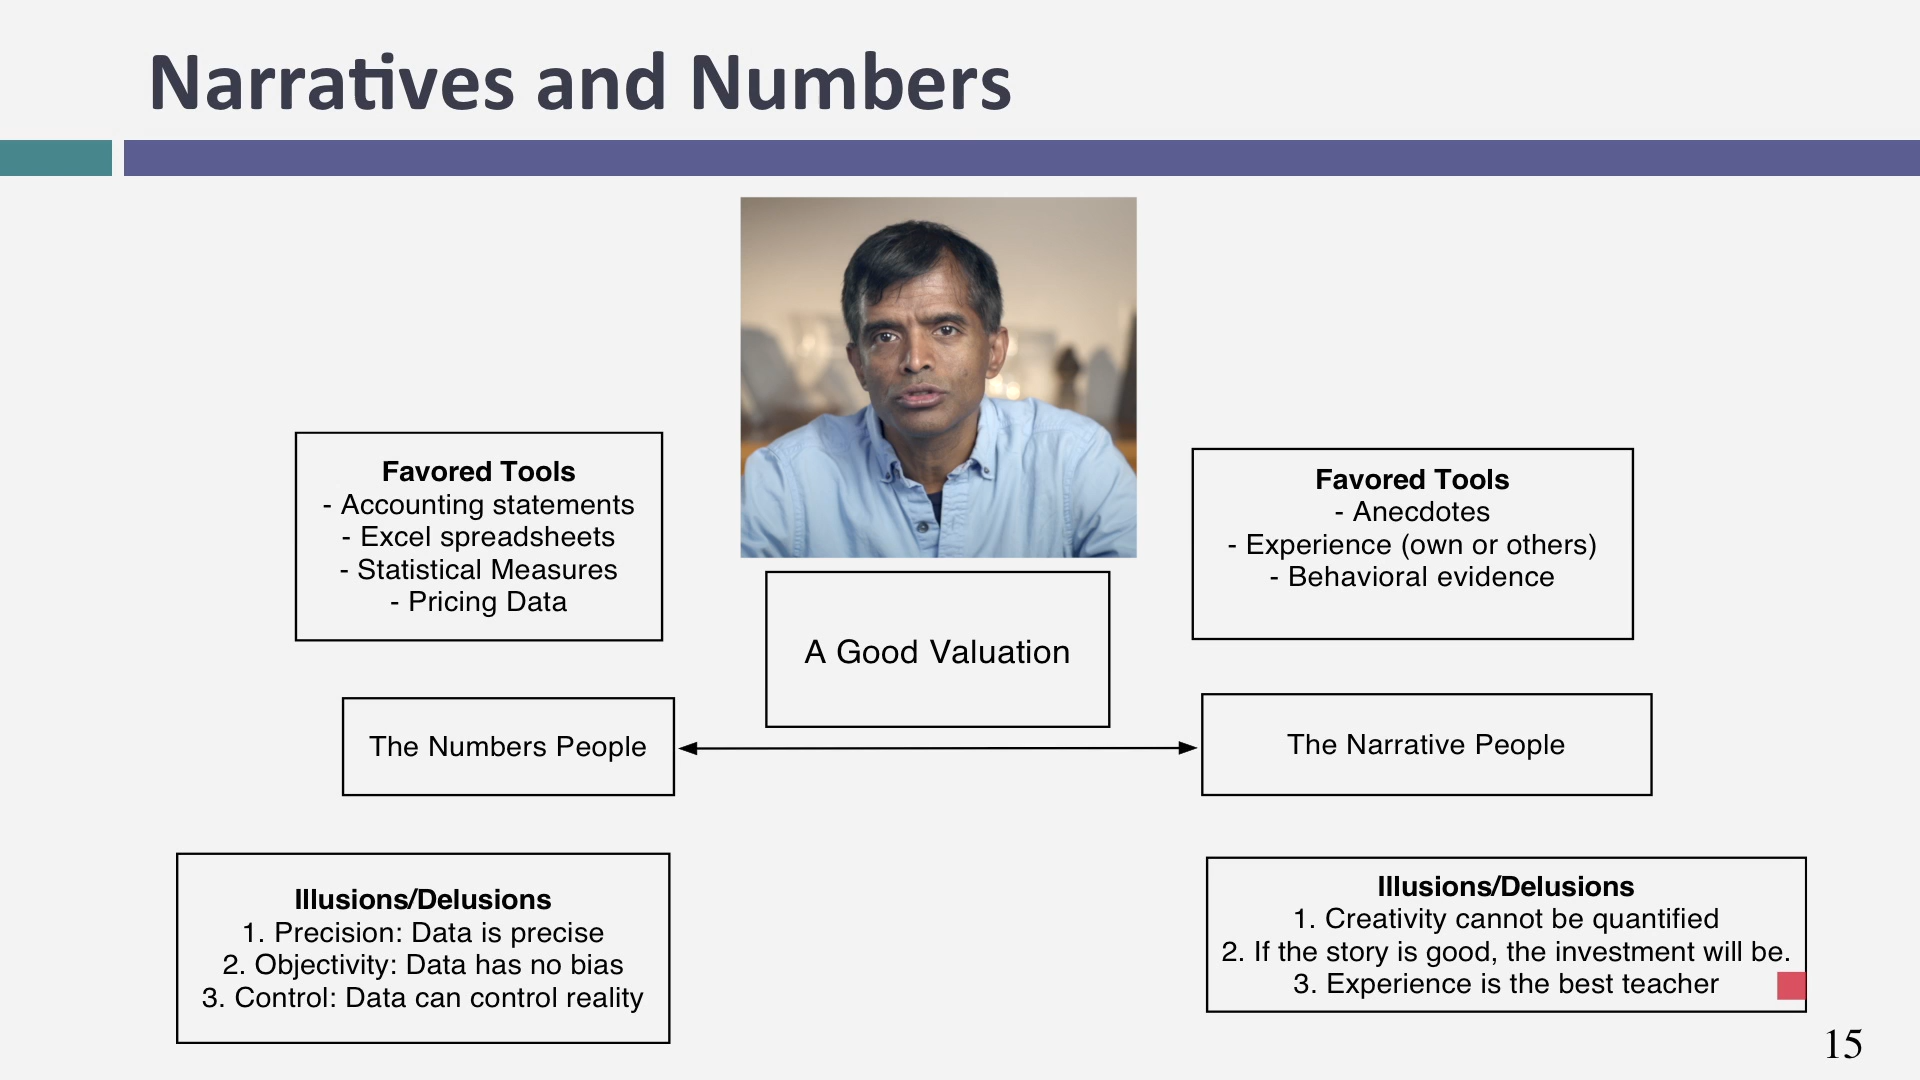 Narratives and Numbers
Favored Tools
- Accounting statements
- Excel spreadsheets
- Statistical Measures
- Pricing Data
Favored Tools
- Anecdotes
- Experience (own or others)
- Behavioral evidence
A Good Valuation
The Numbers People
The Narrative People
Illusions/Delusions
1. Precision: Data is precise
2. Objectivity: Data has no bias
3. Control: Data can control reality
Illusions/Delusions
1. Creativity cannot be quantified
2. If the story is good, the investment will be.
3. Experience is the best teacher
15